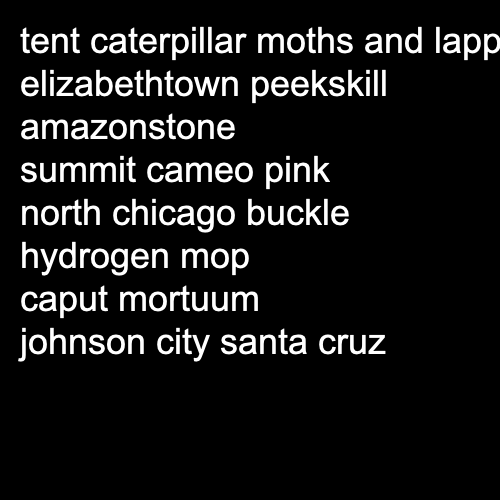 tent caterpillar moths and lapp
elizabethtown peekskill
amazonstone
summit cameo pink
north chicago buckle
hydrogen mop
caput mortuum
johnson city santa cruz